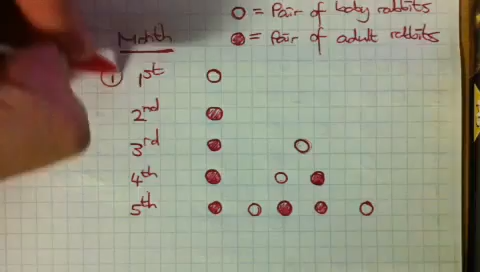 O = Pair of baby rabbits
Month = Pair of adult rabbits
1 1st
2nd
3rd
4th
5th